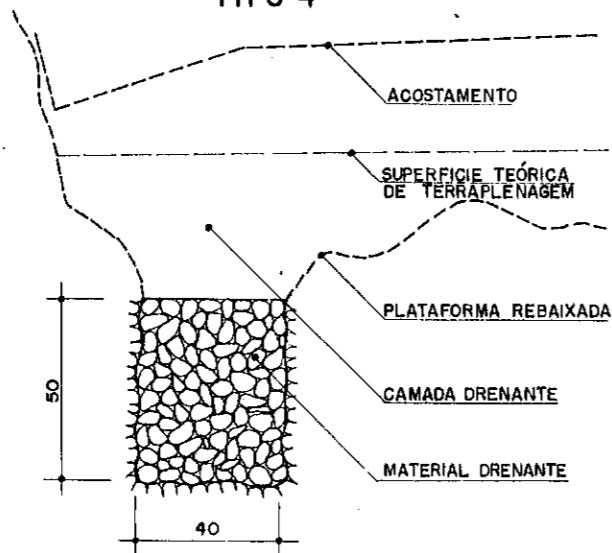 ACOSTAMENTO
SUPERFICIE TEÓRICA
DE TERRAPLENAGEM
PLATAFORMA REBAIXADA
CAMADA DRENANTE
MATERIAL DRENANTE
50
40